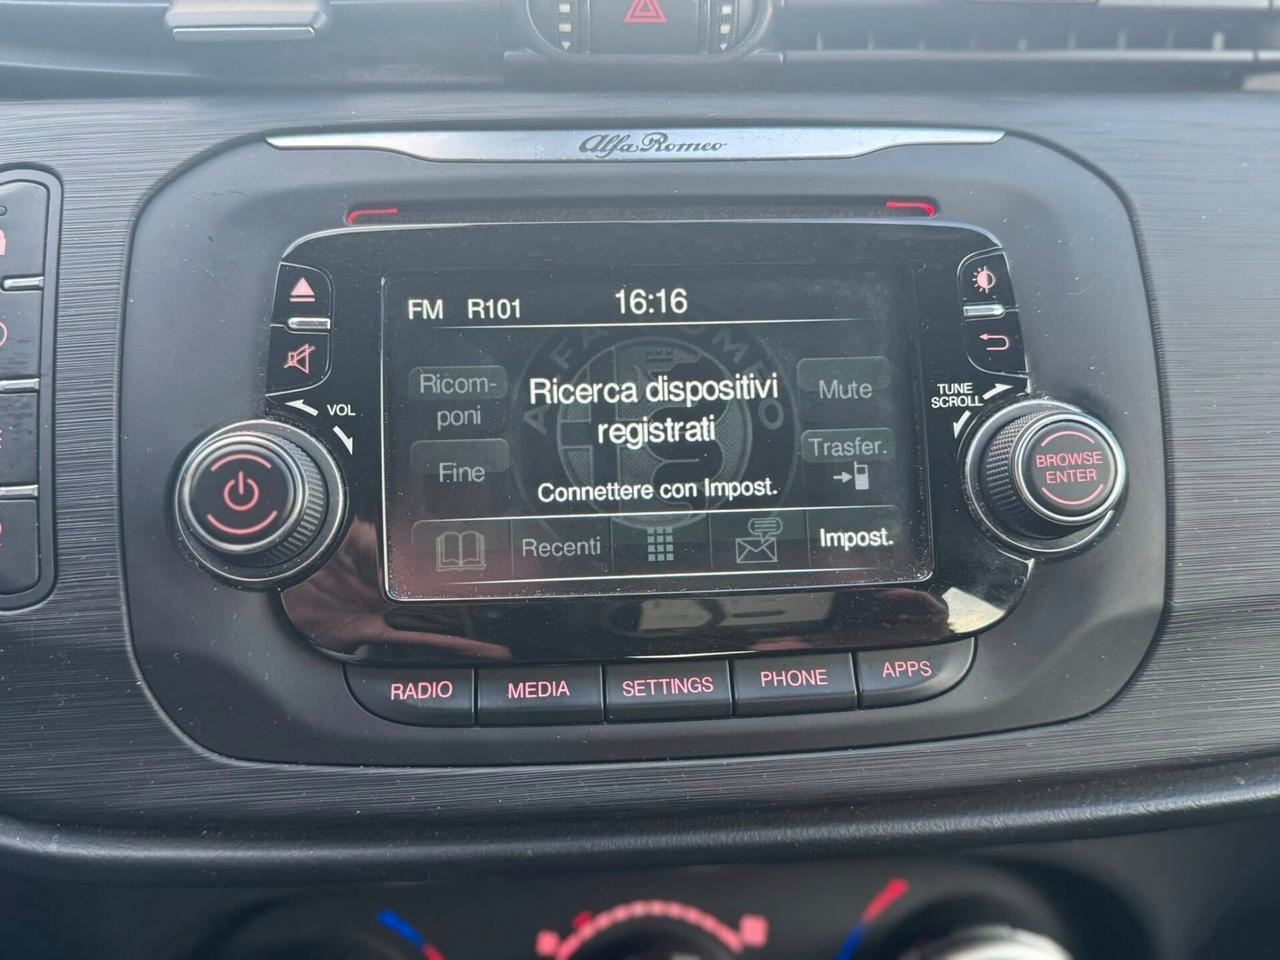 Alfa Romeo
FM R101 16:16
VOL
TUNE
SCROLL
Ricom-
poni
Ricerca dispositivi
registrati
Mute
Fine
Trasfer.
Connettere con Impost.
BROWSE
ENTER
Recenti
Impost.
RADIO
MEDIA
SETTINGS
PHONE
APPS